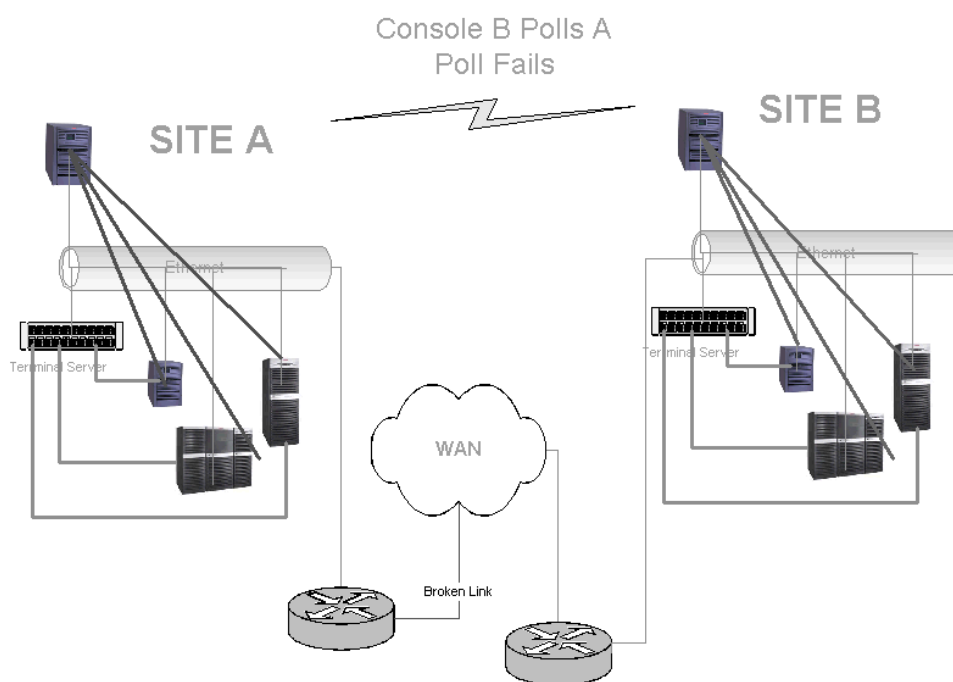 Console B Polls A
Poll Fails
SITE A
SITE B
Ethernet
Ethernet
Terminal Server
Terminal Server
WAN
Broken Link